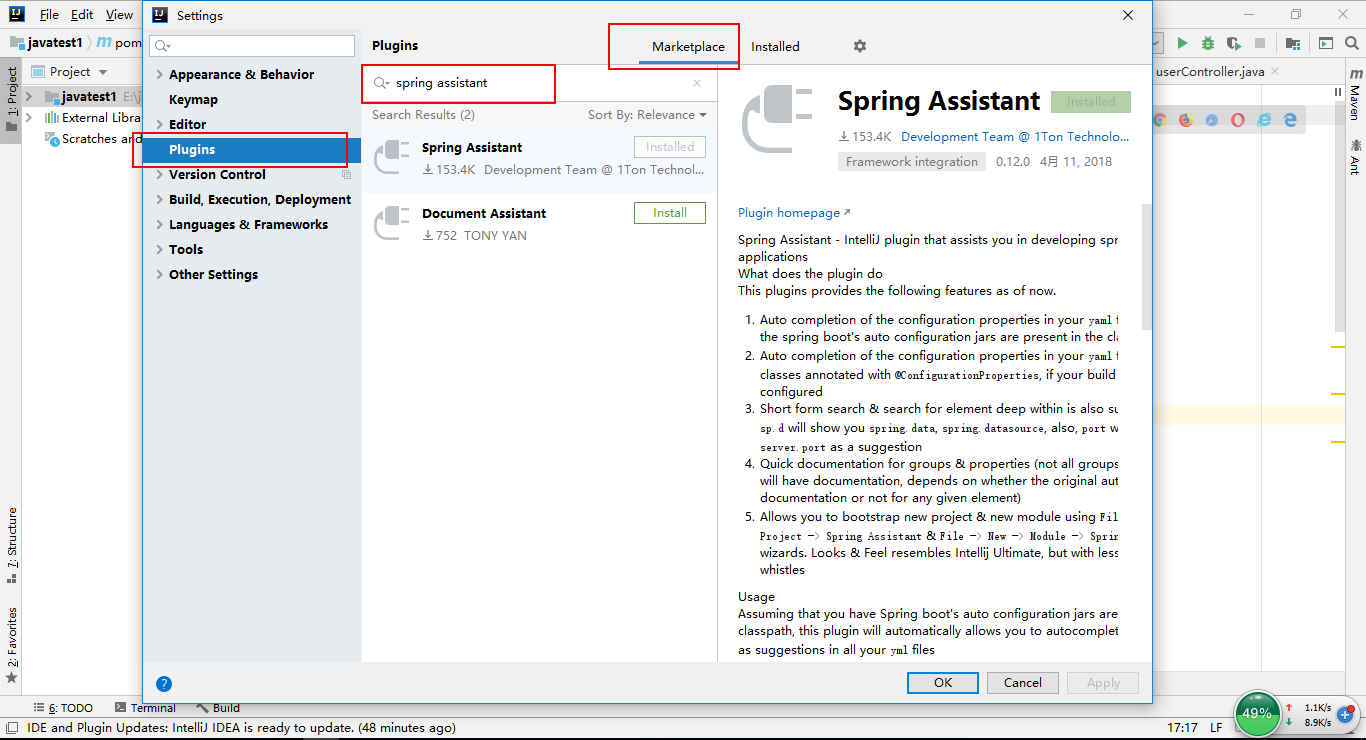 File Edit View
Settings
javatest1
pom
Project
javatest1 E:\j
External Libra
Scratches and
1: Project
7: Structure
2: Favorites
Appearance & Behavior
Keymap
Editor
Plugins
Version Control
Build, Execution, Deployment
Languages & Frameworks
Tools
Other Settings
Plugins
Marketplace
Installed
spring assistant
Search Results (2)
Sort By: Relevance
Spring Assistant
Installed
153.4K Development Team @ 1Ton Technol...
Document Assistant
Install
752 TONY YAN
Spring Assistant
Installed
153.4K Development Team @ 1Ton Technolo...
Framework integration 0.12.0 4月 11, 2018
Plugin homepage
Spring Assistant - IntelliJ plugin that assists you in developing spr
applications
What does the plugin do
This plugins provides the following features as of now.
1. Auto completion of the configuration properties in your yaml f
the spring boot's auto configuration jars are present in the cla
2. Auto completion of the configuration properties in your yaml f
classes annotated with @ConfigurationProperties, if your build
configured
3. Short form search & search for element deep within is also su
sp.d will show you spring.data, spring.datasource, also, port w
server.port as a suggestion
4. Quick documentation for groups & properties (not all groups
will have documentation, depends on whether the original aut
documentation or not for any given element)
5. Allows you to bootstrap new project & new module using Fil
Project -> Spring Assistant & File -> New -> Module -> Sprin
wizards. Looks & Feel resembles Intellij Ultimate, but with less
whistles
Usage
Assuming that you have Spring boot's auto configuration jars are
classpath, this plugin will automatically allows you to autocomplet
as suggestions in all your yml files
OK
Cancel
Apply
userController.java
Maven
Ant
6: TODO
Terminal
Build
IDE and Plugin Updates: IntelliJ IDEA is ready to update. (48 minutes ago)
17:17 LF
49%
1.1K/s
8.9K/s